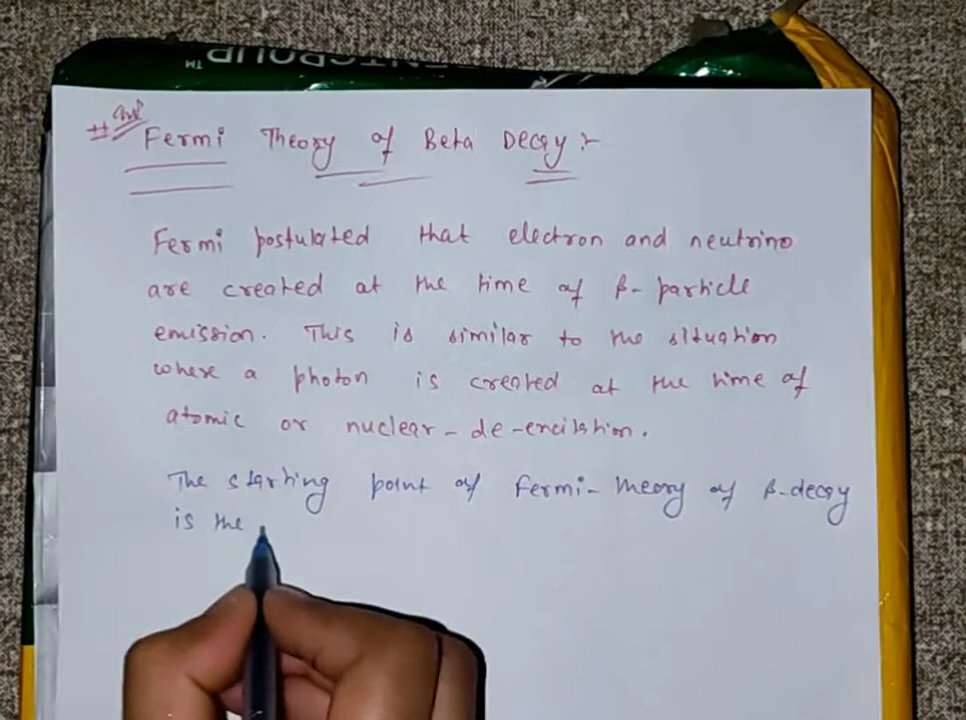 Fermi Theory of Beta Decay :-
Fermi postulated that electron and neutrino
are created at the time of β- particle
emission. This is similar to the situation
where a photon is created at the time of
atomic or nuclear - de-excitation.
The starting point of Fermi- theory of β-decay
is the